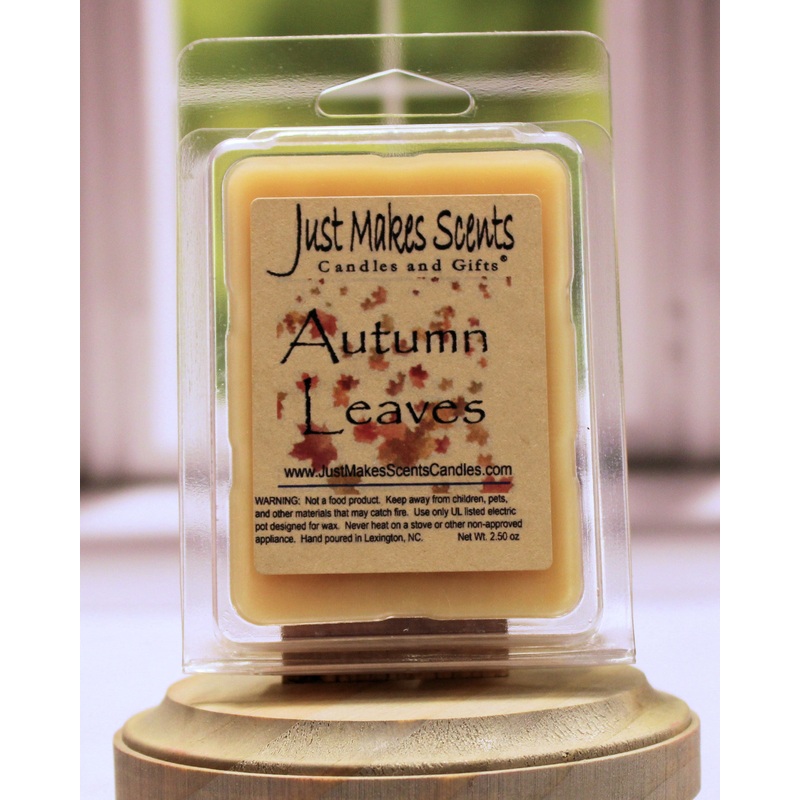 Just Makes Scents
Candles and Gifts©
Autumn
Leaves
www.JustMakesScentsCandles.com
WARNING: Not a food product. Keep away from children, pets,
and other materials that may catch fire. Use only UL listed electric
pot designed for wax. Never heat on a stove or other non-approved
appliance. Hand poured in Lexington, NC. Net Wt. 2.50 oz